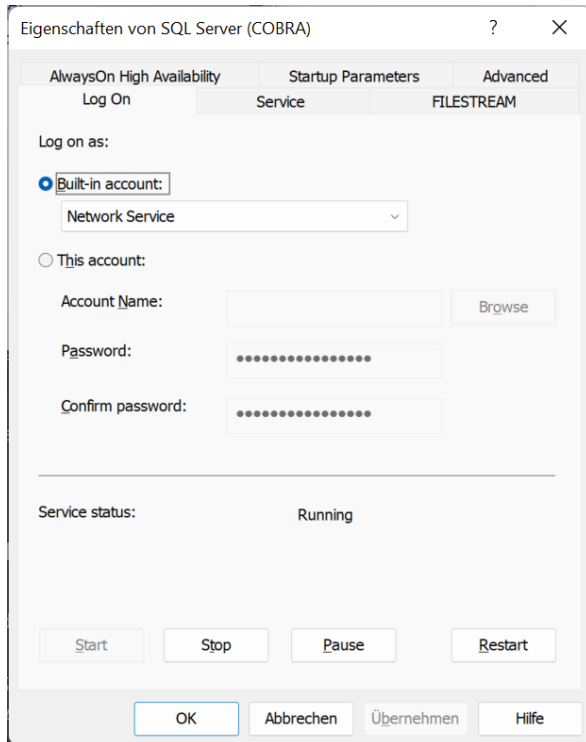 Eigenschaften von SQL Server (COBRA)
?
AlwaysOn High Availability Startup Parameters Advanced
Log On Service FILESTREAM
Log on as:
Built-in account:
Network Service
This account:
Account Name:
Browse
Password:
••••••••••••••••
Confirm password:
••••••••••••••••
Service status: Running
Start Stop Pause Restart
OK Abbrechen Übernehmen Hilfe